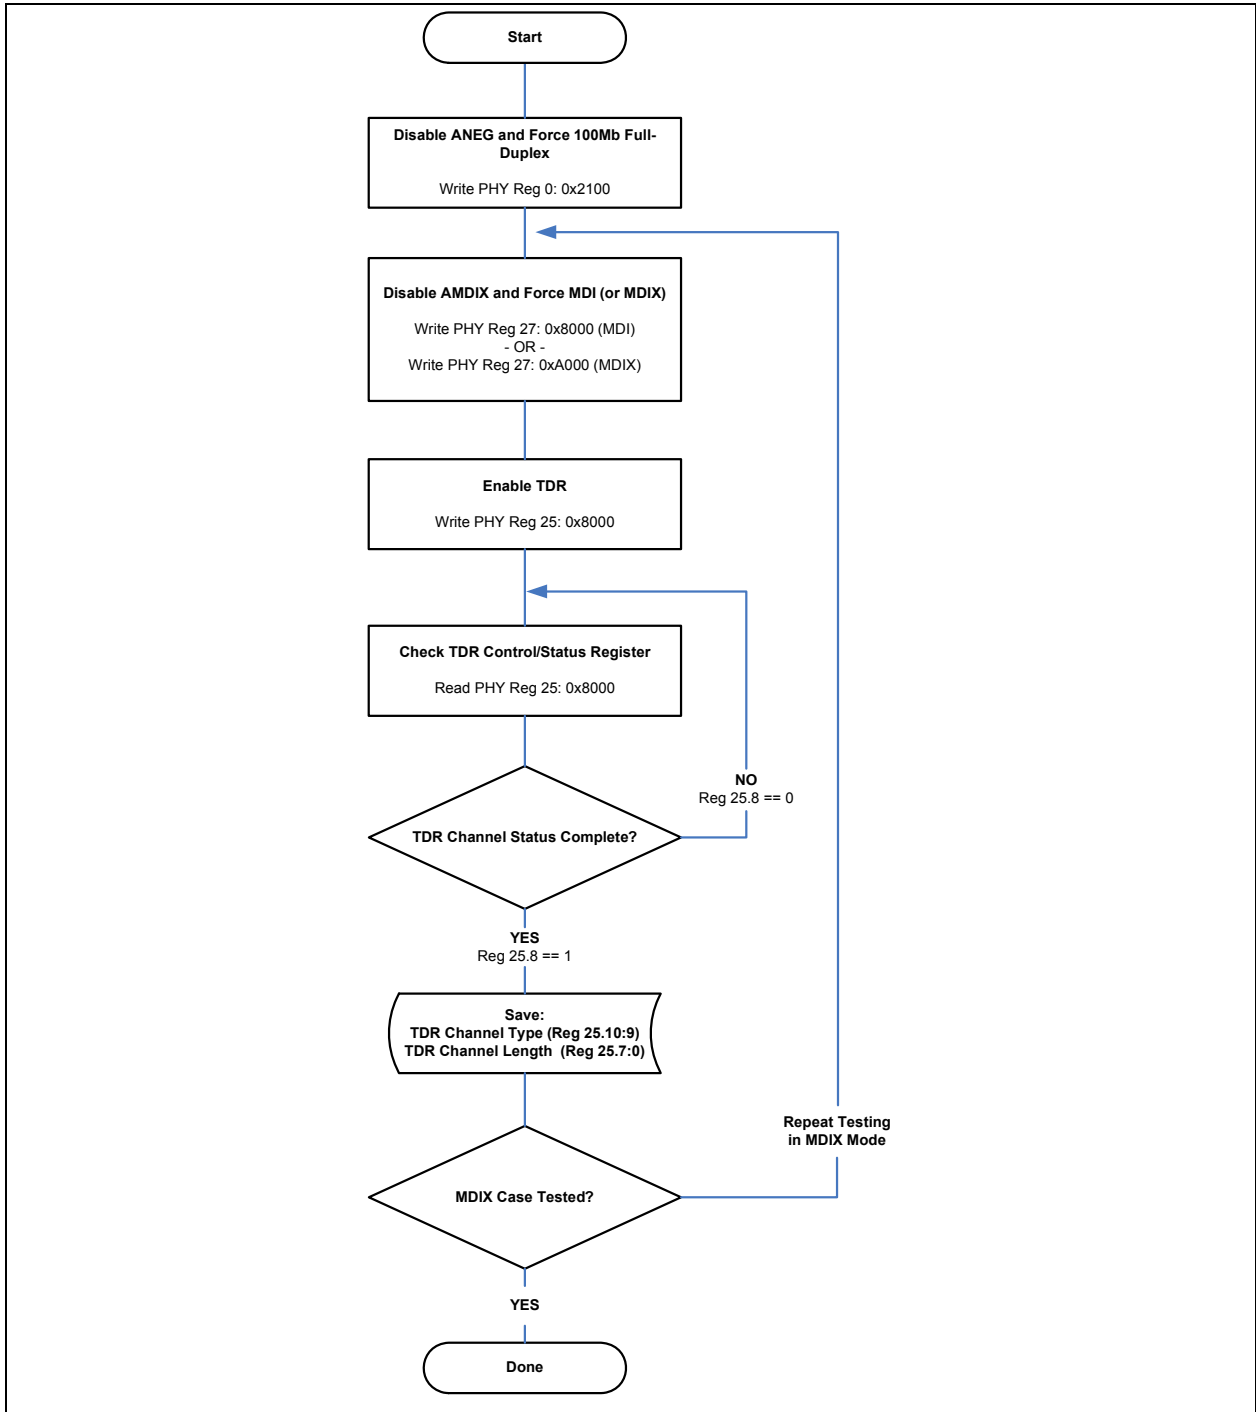 Start
Disable ANEG and Force 100Mb Full-
Duplex
Write PHY Reg 0: 0x2100
Disable AMDIX and Force MDI (or MDIX)
Write PHY Reg 27: 0x8000 (MDI)
- OR -
Write PHY Reg 27: 0xA000 (MDIX)
Enable TDR
Write PHY Reg 25: 0x8000
Check TDR Control/Status Register
Read PHY Reg 25: 0x8000
NO
Reg 25.8 == 0
TDR Channel Status Complete?
YES
Reg 25.8 == 1
Save:
TDR Channel Type (Reg 25.10:9)
TDR Channel Length (Reg 25.7:0)
Repeat Testing
in MDIX Mode
MDIX Case Tested?
YES
Done